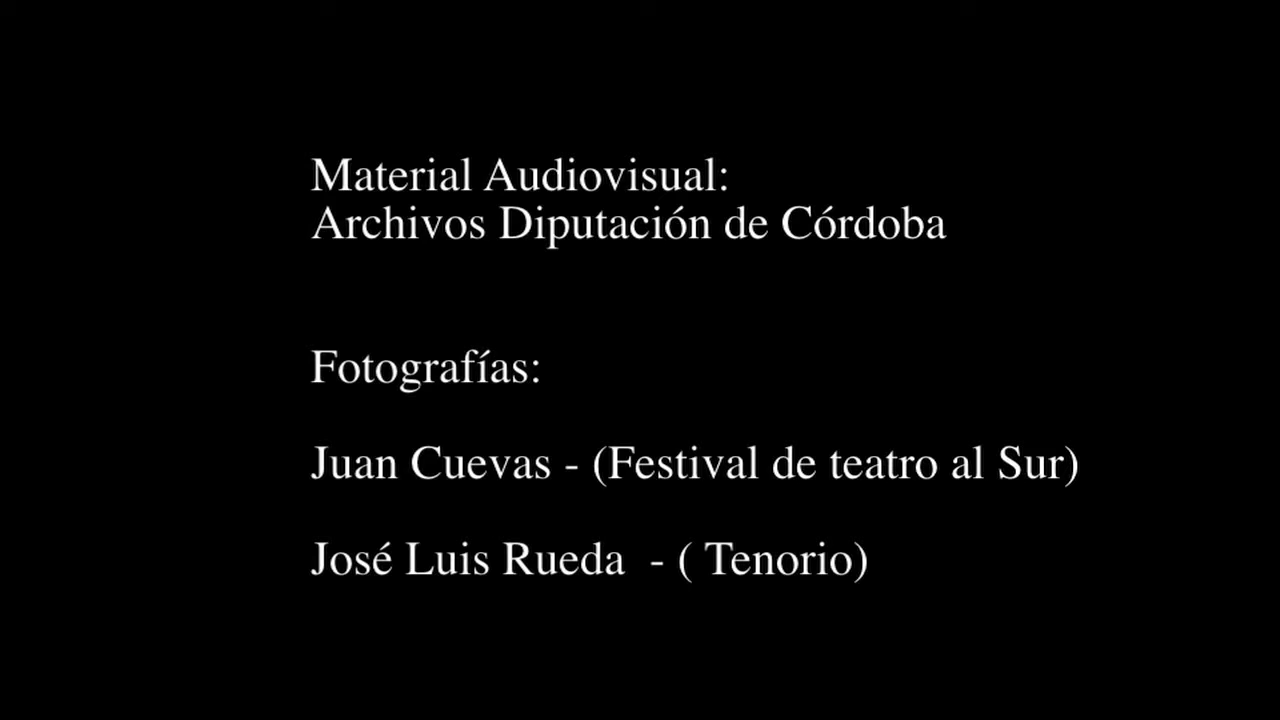 Material Audiovisual:
Archivos Diputación de Córdoba
Fotografías:
Juan Cuevas - (Festival de teatro al Sur)
José Luis Rueda  - ( Tenorio)